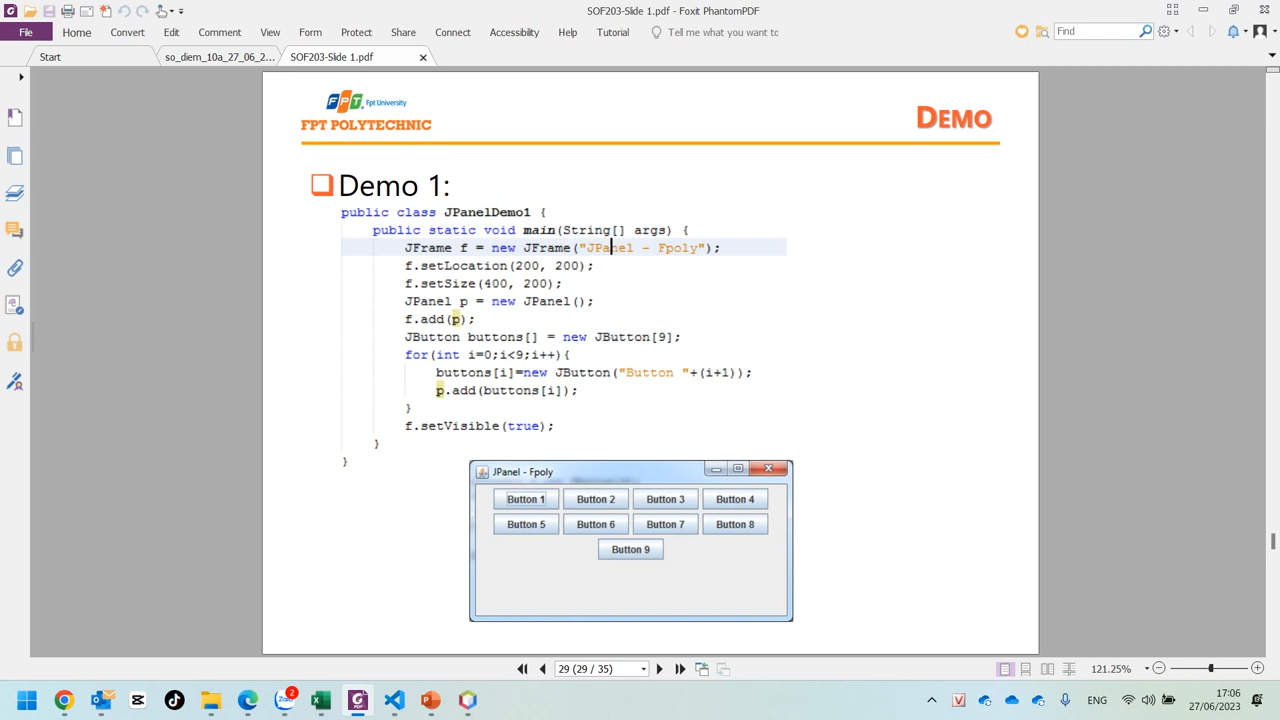 SOF203-Slide 1.pdf - Foxit PhantomPDF
File Home Convert Edit Comment View Form Protect Share Connect Accessibility Help Tutorial Tell me what you want to Find
Start so_diem_10a_27_06_2... SOF203-Slide 1.pdf
FPT Fpt University
FPT POLYTECHNIC
DEMO
Demo 1:
public class JPanelDemo1 {
public static void main(String[] args) {
JFrame f = new JFrame("JPanel - Fpoly");
f.setLocation(200, 200);
f.setSize(400, 200);
JPanel p = new JPanel();
f.add(p);
JButton buttons[] = new JButton[9];
for(int i=0;i<9;i++){
buttons[i]=new JButton("Button "+(i+1));
p.add(buttons[i]);
}
f.setVisible(true);
}
}
JPanel - Fpoly
Button 1 Button 2 Button 3 Button 4
Button 5 Button 6 Button 7 Button 8
Button 9
29 (29 / 35) 121.25%
2 Zalo ENG 17:06
27/06/2023